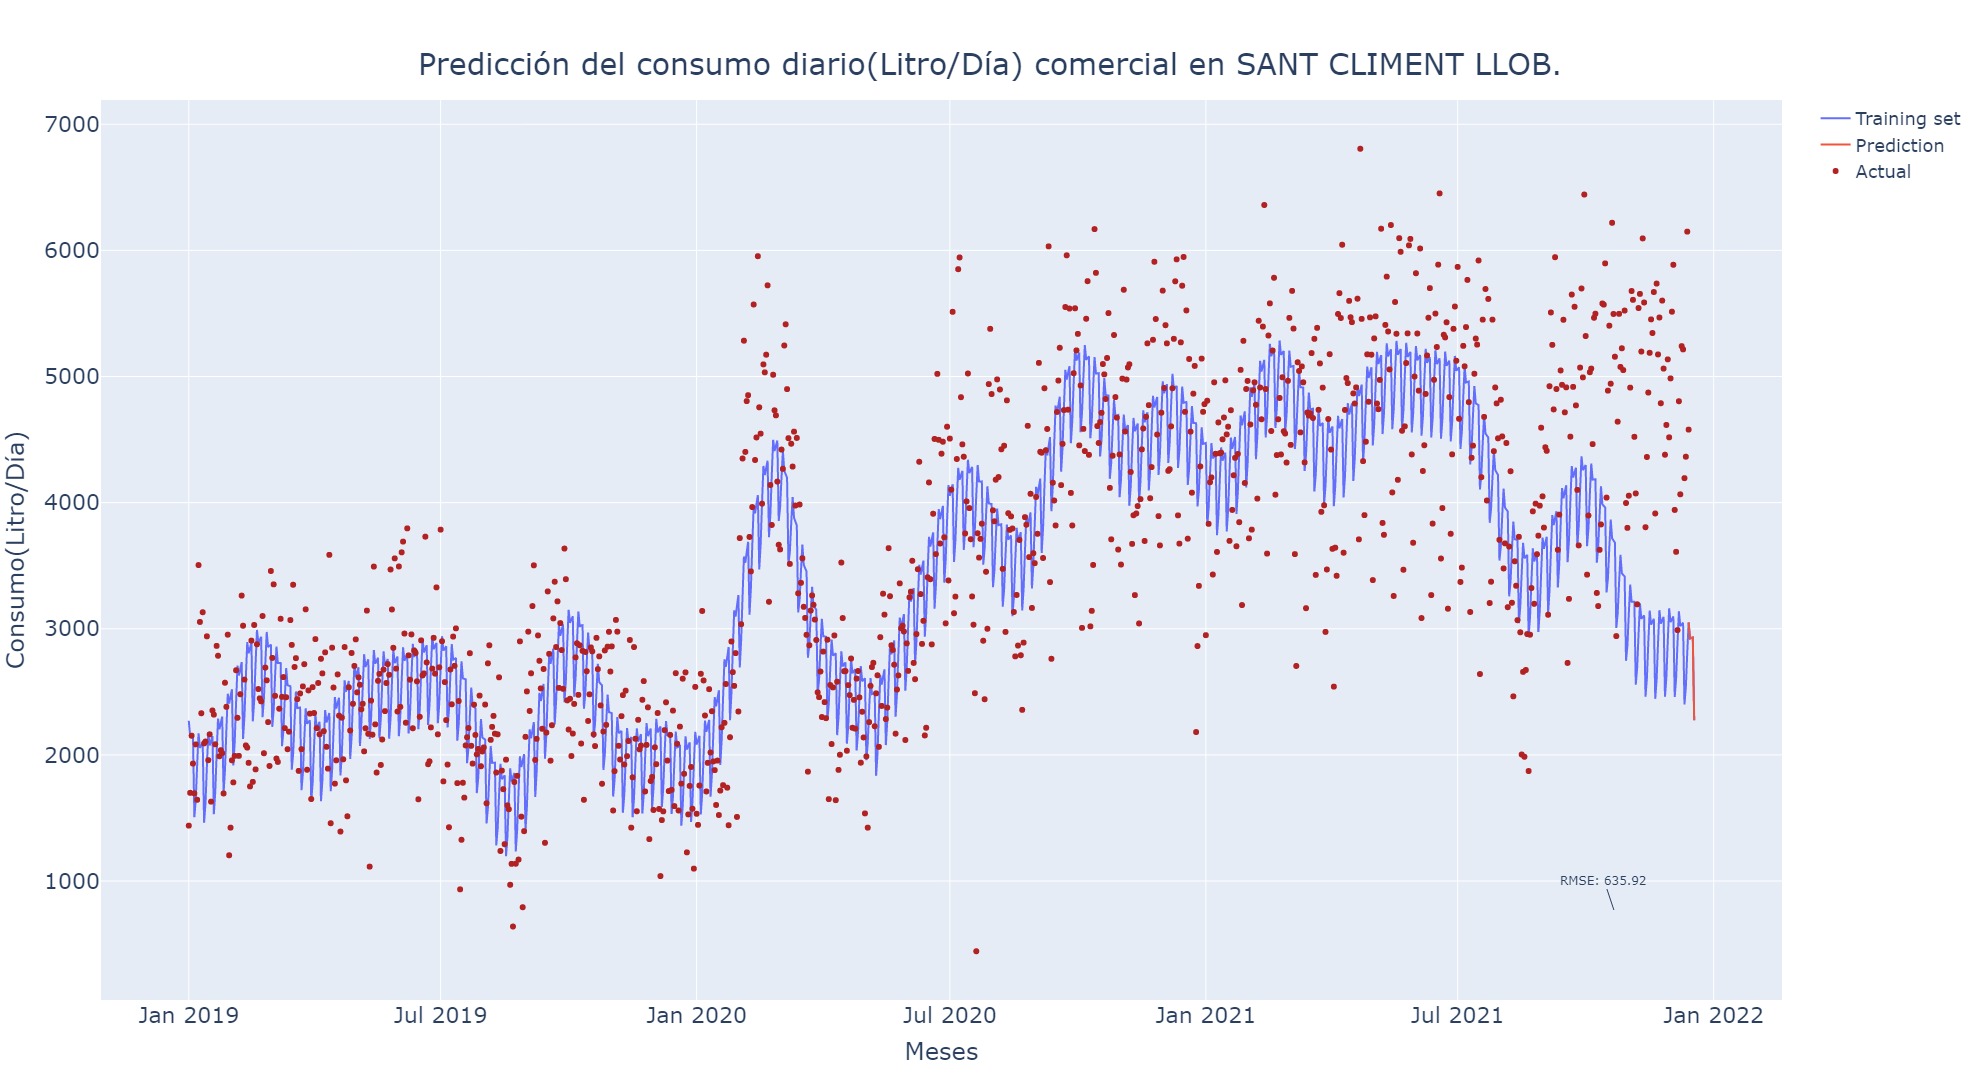 Predicción del consumo diario(Litro/Día) comercial en SANT CLIMENT LLOB.
Training set
Prediction
Actual
Consumo(Litro/Día)
7000
6000
5000
4000
3000
2000
1000
RMSE: 635.92
Jan 2019
Jul 2019
Jan 2020
Jul 2020
Jan 2021
Jul 2021
Jan 2022
Meses